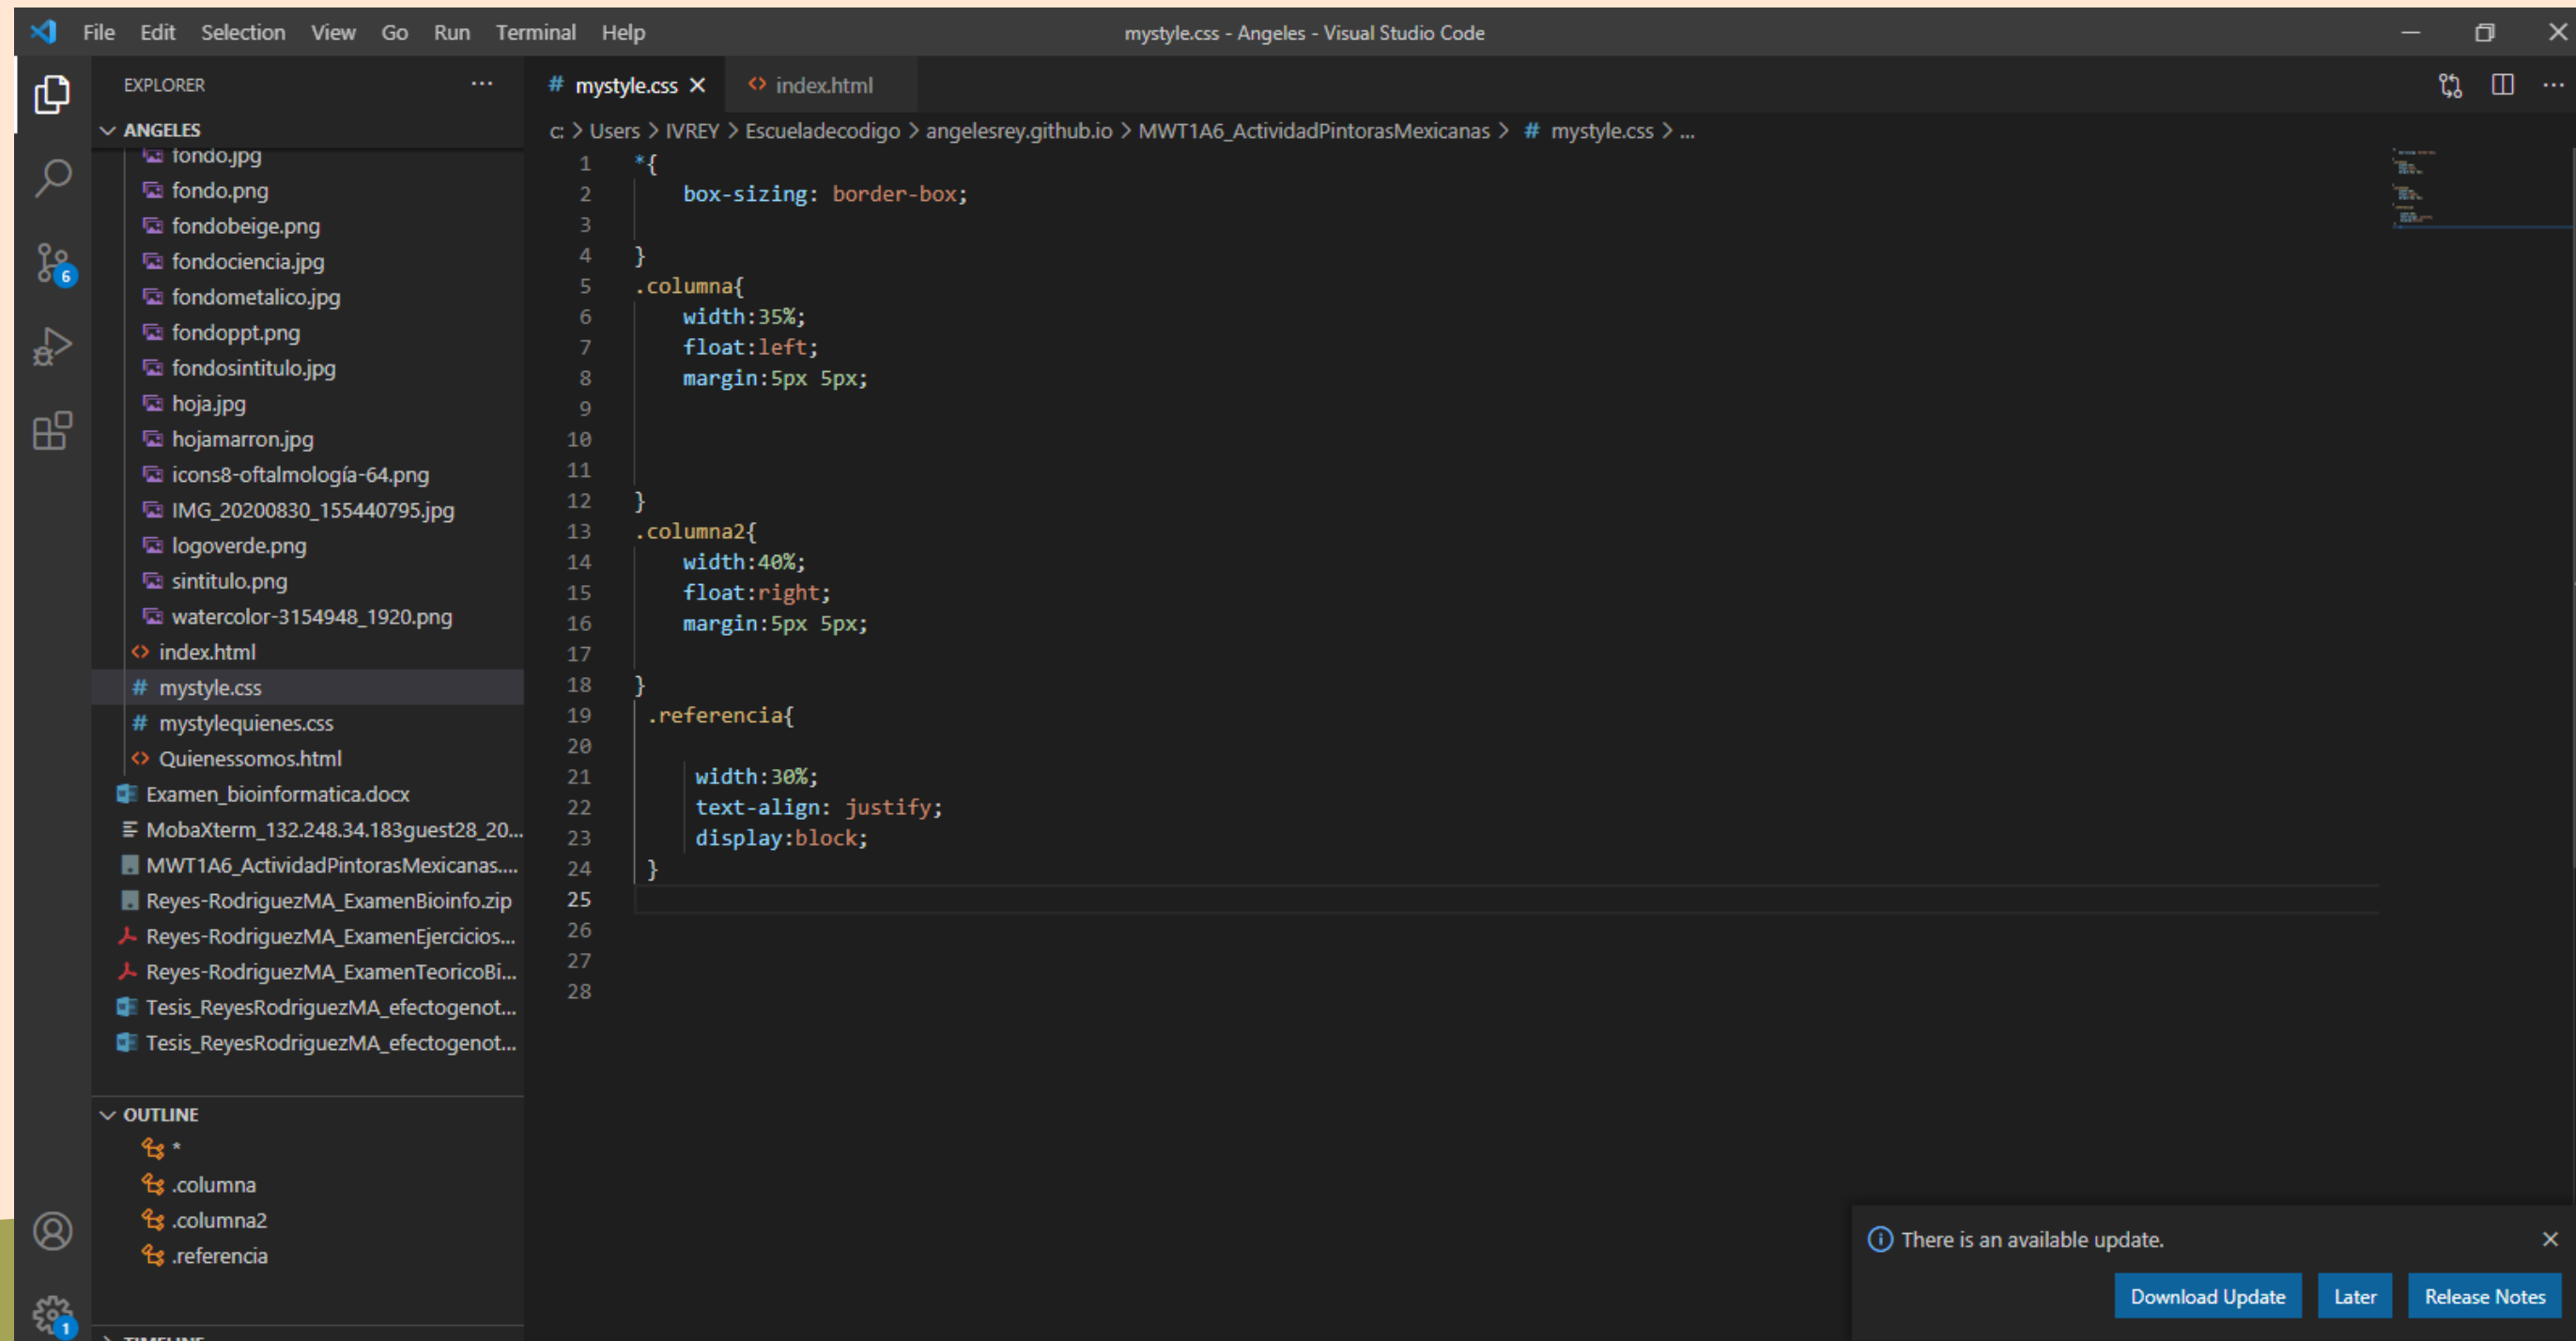 File Edit Selection View Go Run Terminal Help
mystyle.css - Angeles - Visual Studio Code
EXPLORER ...
ANGELES
fondo.jpg
fondo.png
fondobeige.png
fondociencia.jpg
fondometalico.jpg
fondoppt.png
fondosintitulo.jpg
hoja.jpg
hojamarron.jpg
icons8-oftalmología-64.png
IMG_20200830_155440795.jpg
logoverde.png
sintitulo.png
watercolor-3154948_1920.png
<> index.html
# mystyle.css
# mystylequienes.css
<> Quienessomos.html
Examen_bioinformatica.docx
MobaXterm_132.248.34.183guest28_20...
MWT1A6_ActividadPintorasMexicanas....
Reyes-RodriguezMA_ExamenBioinfo.zip
Reyes-RodriguezMA_ExamenEjercicios...
Reyes-RodriguezMA_ExamenTeoricoBi...
Tesis_ReyesRodriguezMA_efectogenot...
Tesis_ReyesRodriguezMA_efectogenot...
OUTLINE
*
.columna
.columna2
.referencia
TIMELINE
6
1
# mystyle.css <> index.html
c: > Users > IVREY > Escueladecodigo > angelesrey.github.io > MWT1A6_ActividadPintorasMexicanas > # mystyle.css > ...
1 *{
2 box-sizing: border-box;
3
4 }
5 .columna{
6 width:35%;
7 float:left;
8 margin:5px 5px;
9
10
11
12 }
13 .columna2{
14 width:40%;
15 float:right;
16 margin:5px 5px;
17
18 }
19 .referencia{
20
21 width:30%;
22 text-align: justify;
23 display:block;
24 }
25
26
27
28
There is an available update.
Download Update Later Release Notes